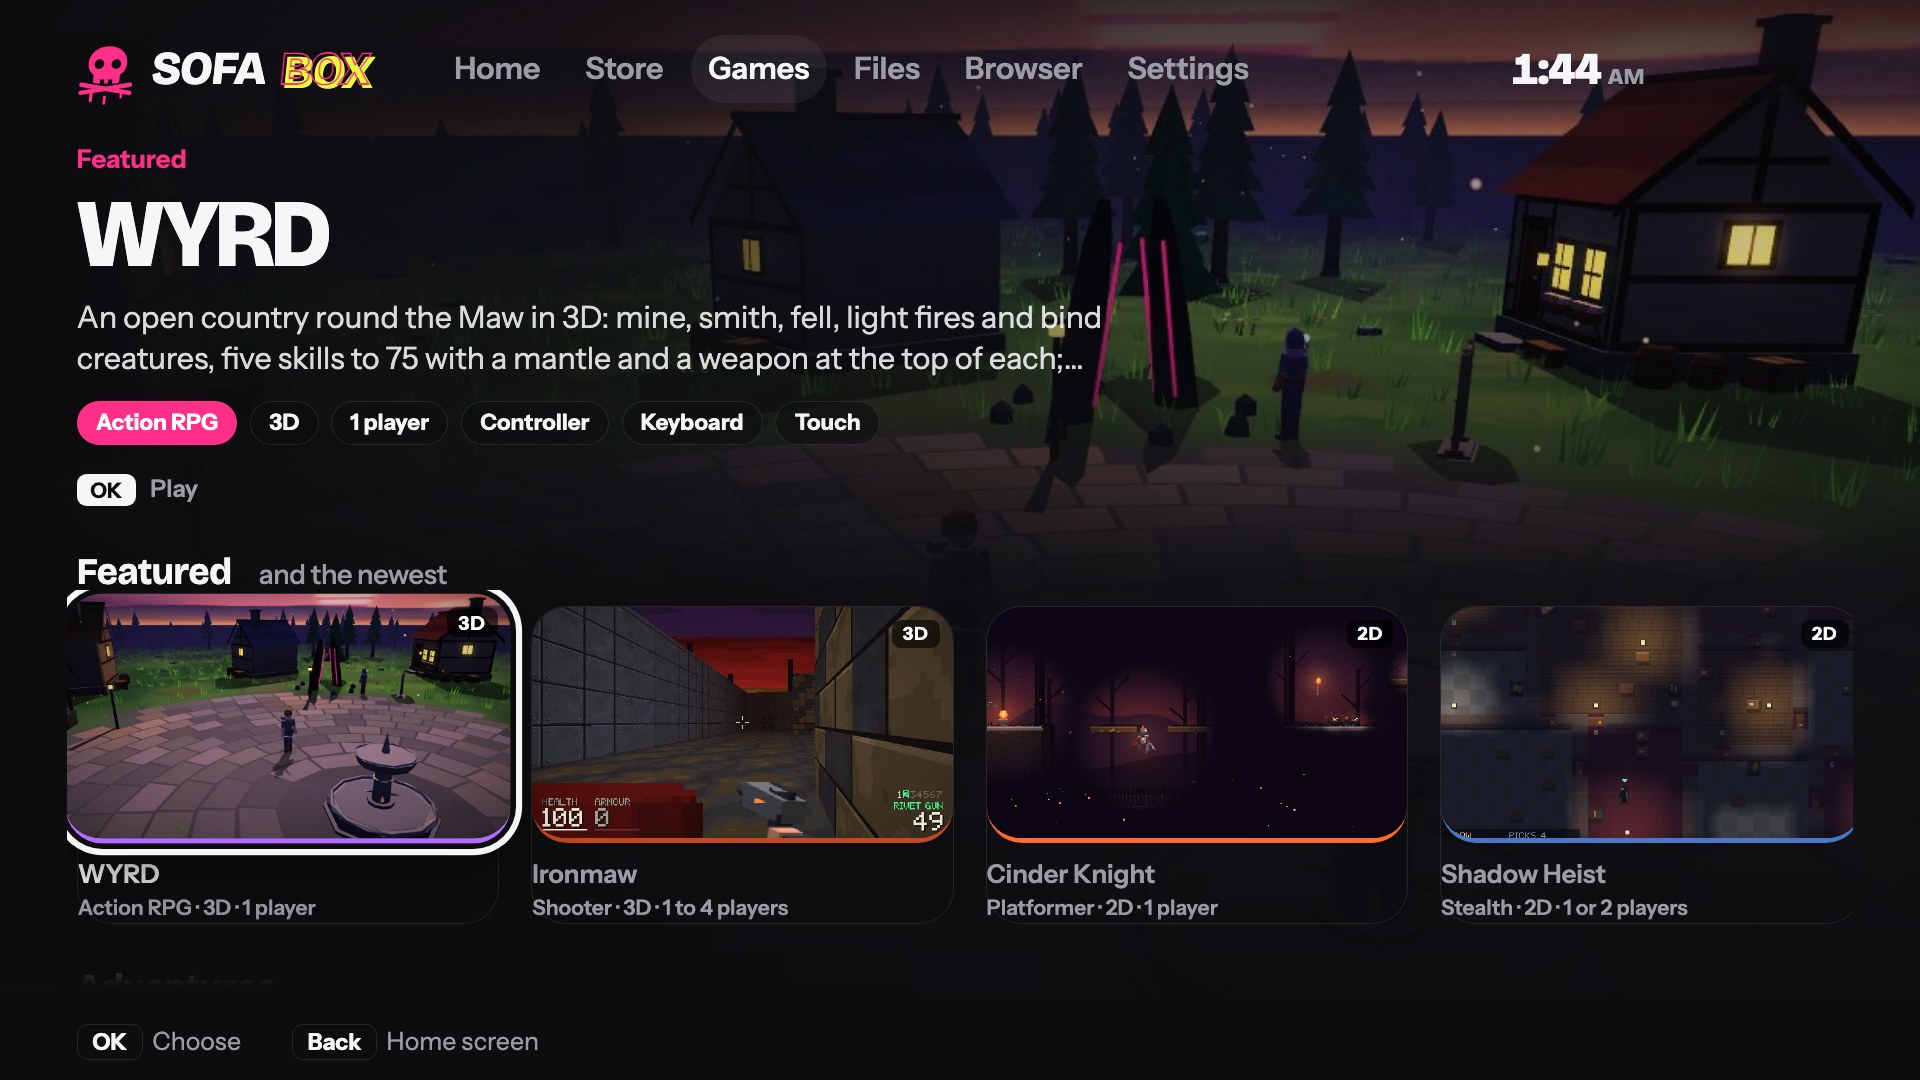 SOFA BOX
Home Store Games Files Browser Settings
1:44 AM
Featured
WYRD
An open country round the Maw in 3D: mine, smith, fell, light fires and bind
creatures, five skills to 75 with a mantle and a weapon at the top of each;...
Action RPG 3D 1 player Controller Keyboard Touch
OK Play
Featured and the newest
3D
3D
2D
2D
HEALTH ARMOUR
100 0
1 34567
RIVET GUN
49
PICKS 4
WYRD
Action RPG · 3D · 1 player
Ironmaw
Shooter · 3D · 1 to 4 players
Cinder Knight
Platformer · 2D · 1 player
Shadow Heist
Stealth · 2D · 1 or 2 players
Adventures
OK Choose Back Home screen